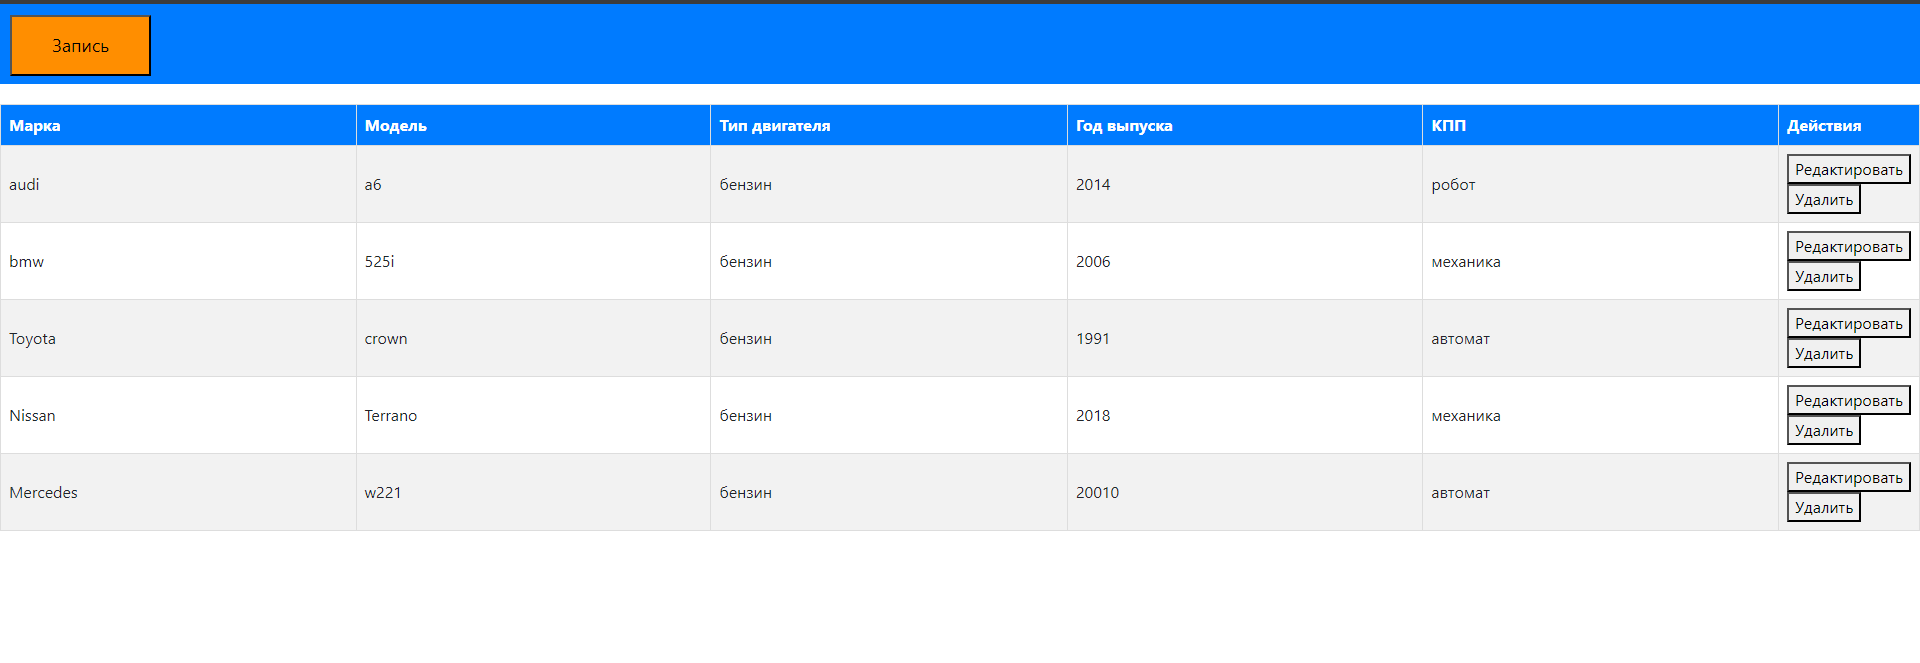 Запись
Марка Модель Тип двигателя Год выпуска КПП Действия
audi a6 бензин 2014 робот Редактировать
Удалить
bmw 525i бензин 2006 механика Редактировать
Удалить
Toyota crown бензин 1991 автомат Редактировать
Удалить
Nissan Terrano бензин 2018 механика Редактировать
Удалить
Mercedes w221 бензин 20010 автомат Редактировать
Удалить